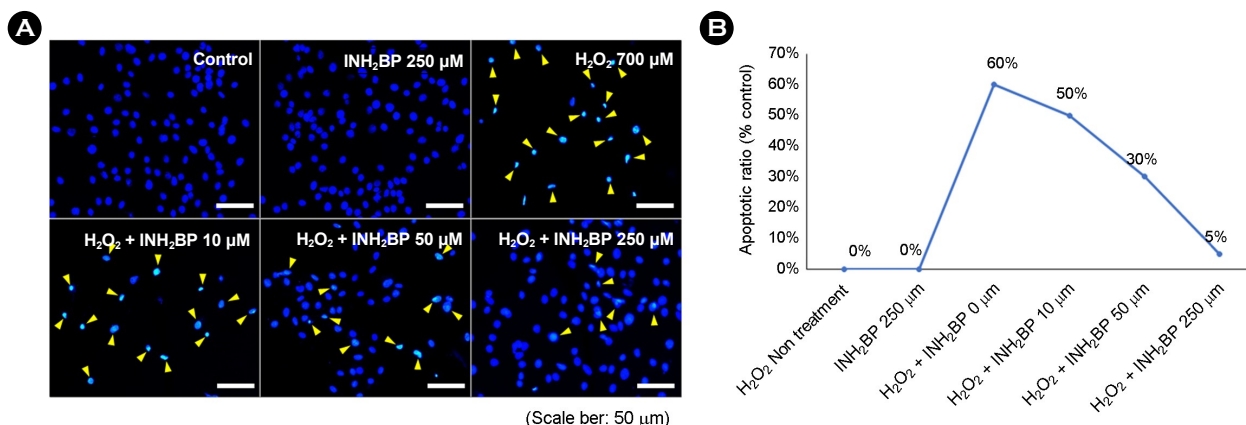 A
Control
INH₂BP 250 μM
H₂O₂ 700 μM
H₂O₂ + INH₂BP 10 μM
H₂O₂ + INH₂BP 50 μM
H₂O₂ + INH₂BP 250 μM
(Scale ber: 50 μm)
B
Apoptotic ratio (% control)
70%
60%
50%
40%
30%
20%
10%
0%
0%
0%
60%
50%
30%
5%
H₂O₂ Non treatment
INH₂BP 250 μm
H₂O₂ + INH₂BP 0 μm
H₂O₂ + INH₂BP 10 μm
H₂O₂ + INH₂BP 50 μm
H₂O₂ + INH₂BP 250 μm